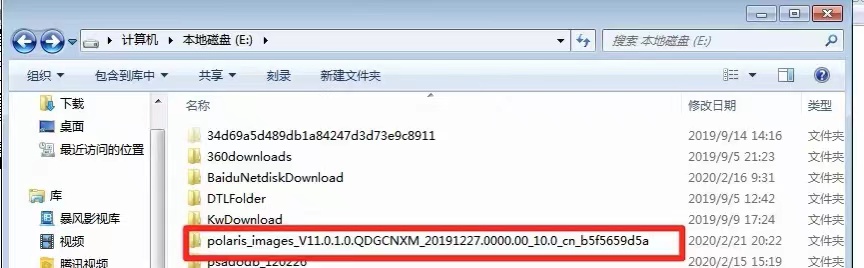 计算机 本地磁盘 (E:) 搜索 本地磁盘 (E:)
组织 包含到库中 共享 刻录 新建文件夹
下载
桌面
最近访问的位置
库
暴风影视库
视频
腾讯视频
名称 修改日期 类型
34d69a5d489db1a84247d3d73e9c8911 2019/9/14 14:16 文件夹
360downloads 2019/9/5 21:23 文件夹
BaiduNetdiskDownload 2020/2/16 9:31 文件夹
DTLFolder 2019/9/5 12:42 文件夹
KwDownload 2019/9/9 17:24 文件夹
polaris_images_V11.0.1.0.QDGCNXM_20191227.0000.00_10.0_cn_b5f5659d5a 2020/2/21 20:22 文件夹
psadodb_120220 2020/2/15 15:19 文件夹